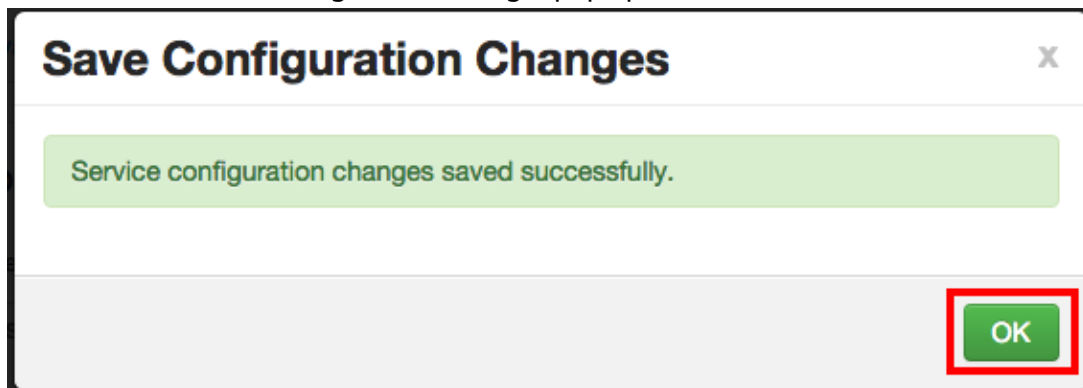 Save Configuration Changes
x
Service configuration changes saved successfully.
OK